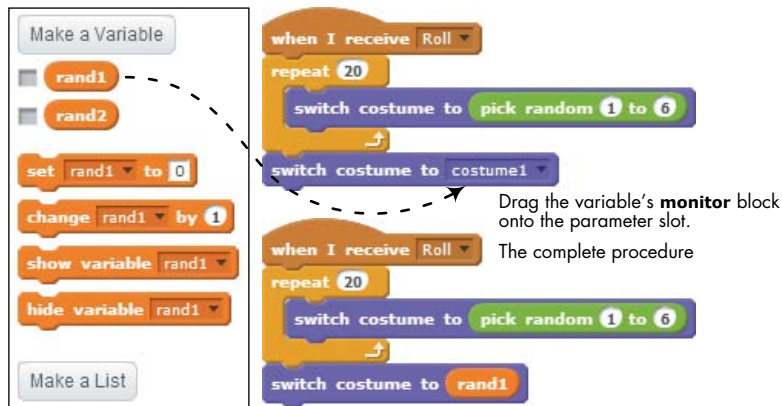 Make a Variable
rand1
rand2
set rand1 to 0
change rand1 by 1
show variable rand1
hide variable rand1
Make a List
when I receive Roll
repeat 20
switch costume to pick random 1 to 6
switch costume to costume1
Drag the variable’s monitor block
onto the parameter slot.
when I receive Roll
The complete procedure
repeat 20
switch costume to pick random 1 to 6
switch costume to rand1